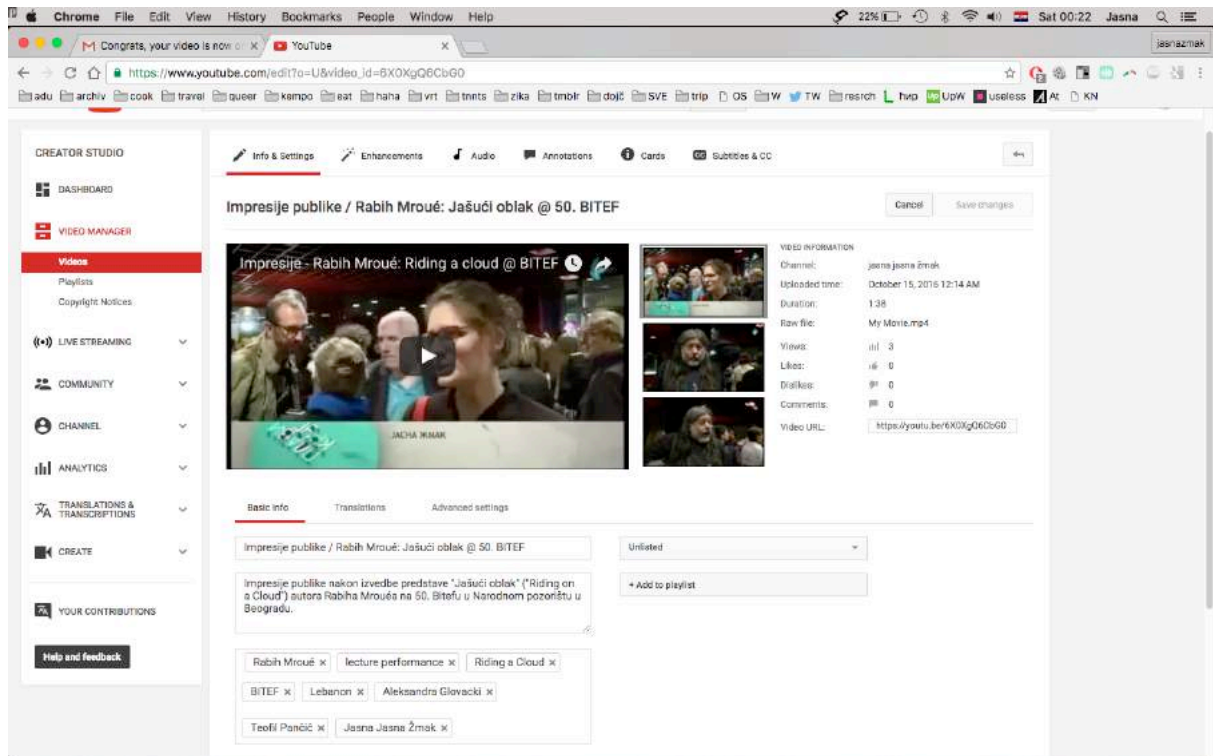 Chrome File Edit View History Bookmarks People Window Help 22% Sat 00:22 Jasna
Congrats, your video is now o YouTube jasnazmak
https://www.youtube.com/edit?o=U&video_id=6X0XgQ6CbG0
adu archiv cook travel queer kempo eat haha vrt tnnts zika tmblr dojč SVE trip OS W TW resrch hvp UpW useless At KN
CREATOR STUDIO
DASHBOARD
VIDEO MANAGER
Videos
Playlists
Copyright Notices
LIVE STREAMING
COMMUNITY
CHANNEL
ANALYTICS
TRANSLATIONS &
TRANSCRIPTIONS
CREATE
YOUR CONTRIBUTIONS
Help and feedback
Info & Settings Enhancements Audio Annotations Cards Subtitles & CC
Impresije publike / Rabih Mroué: Jašući oblak @ 50. BITEF
Cancel Save changes
Impresije - Rabih Mroué: Riding a cloud @ BITEF
VIDEO INFORMATION
Channel: jasna jasna žmak
Uploaded time: October 15, 2016 12:14 AM
Duration: 1:38
Raw file: My Movie.mp4
Views: 3
Likes: 0
Dislikes: 0
Comments: 0
Video URL: https://youtu.be/6X0XgQ6CbG0
Basic info Translations Advanced settings
Impresije publike / Rabih Mroué: Jašući oblak @ 50. BITEF
Unlisted
Impresije publike nakon izvedbe predstave "Jašući oblak" ("Riding on
a Cloud") autora Rabiha Mrouéa na 50. Bitefu u Narodnom pozorištu u
Beogradu.
+ Add to playlist
Rabih Mroué × lecture performance × Riding a Cloud ×
BITEF × Lebanon × Aleksandra Glovacki ×
Teofil Pančić × Jasna Jasna Žmak ×